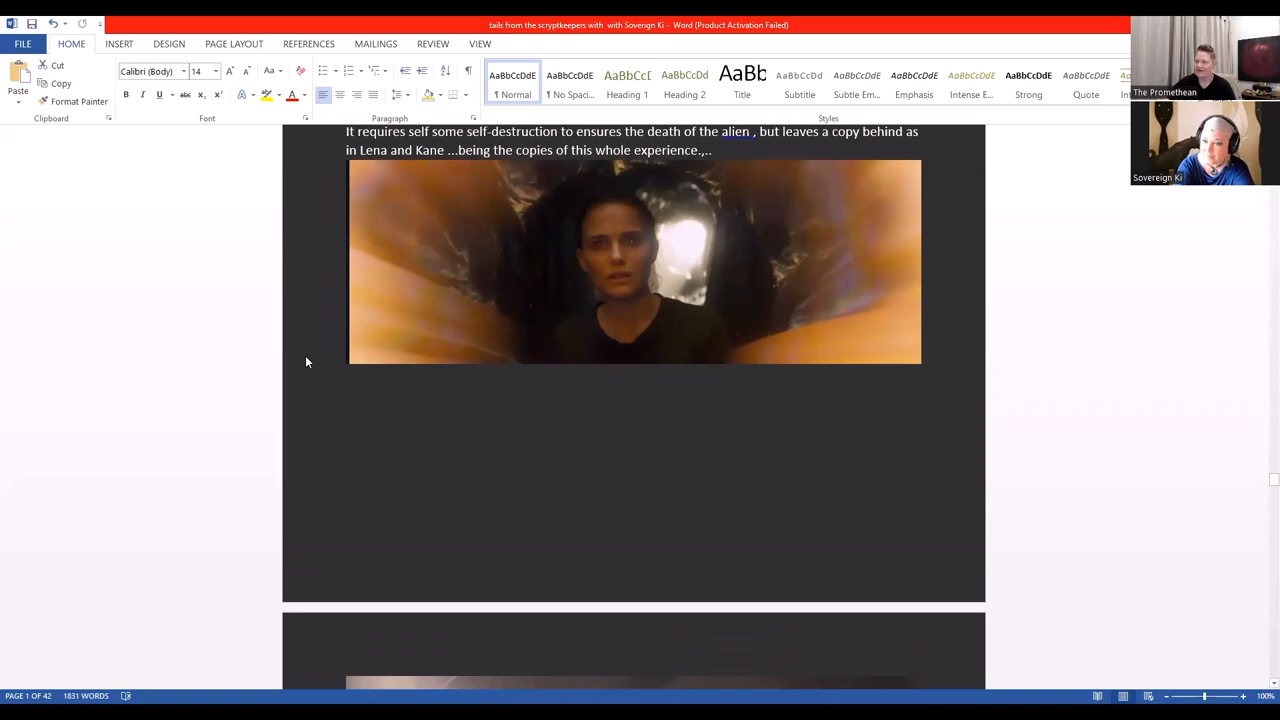 tails from the scryptkeepers with  with Soverign Ki -  Word (Product Activation Failed)
FILE HOME INSERT DESIGN PAGE LAYOUT REFERENCES MAILINGS REVIEW VIEW
Paste
Cut
Copy
Format Painter
Clipboard
Calibri (Body) 14
Font
Paragraph
AaBbCcDdE AaBbCcDdE AaBbCcD AaBbCcDdE AaBb AaBbCcDdE AaBbCcDdE AaBbCcDdE AaBbCcDdE AaBbCcDdE AaBbCcDdE
¶ Normal ¶ No Spaci... Heading 1 Heading 2 Title Subtitle Subtle Em... Emphasis Intense E... Strong Quote
Styles
The Promethean
Sovereign Ki
It requires self some self-destruction to ensures the death of the alien , but leaves a copy behind as
in Lena and Kane ...being the copies of this whole experience.,..
PAGE 1 OF 42 1831 WORDS
100%